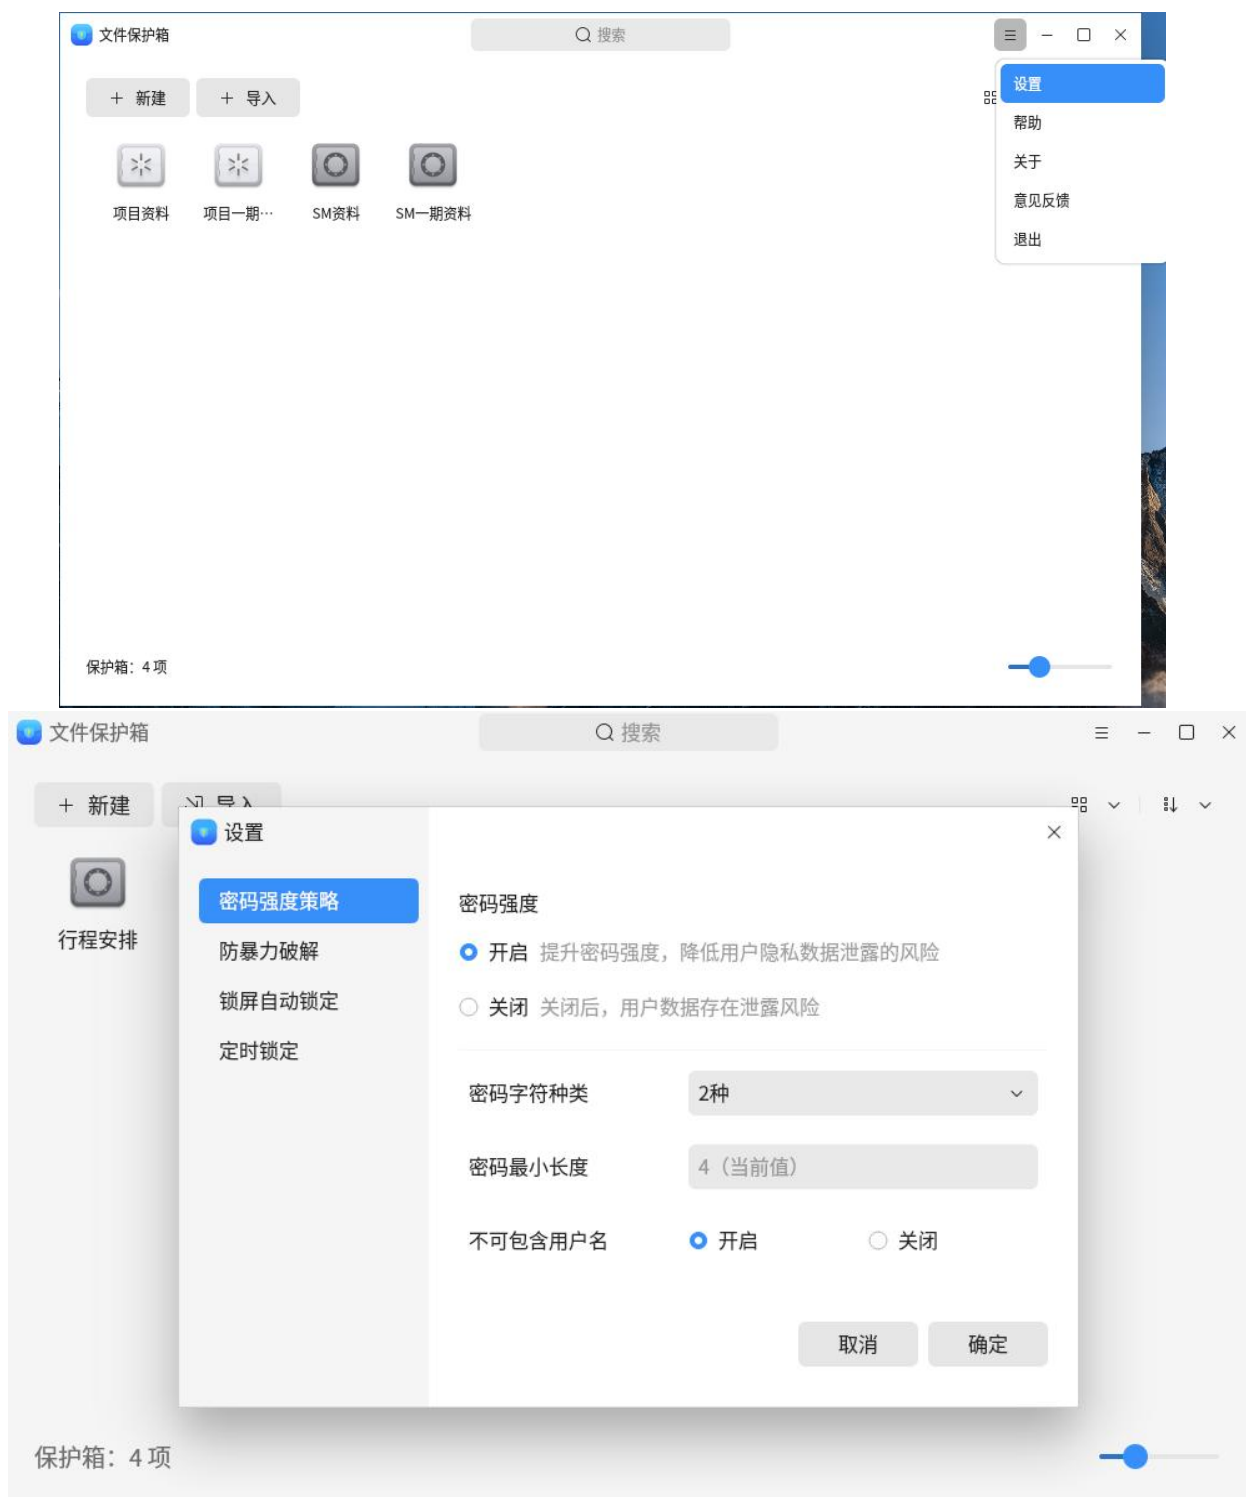 文件保护箱
搜索
新建
导入
设置
帮助
关于
意见反馈
退出
项目资料
项目一期…
SM资料
SM一期资料
保护箱：4 项
文件保护箱
搜索
新建
导入
设置
行程安排
密码强度策略
防暴力破解
锁屏自动锁定
定时锁定
密码强度
开启 提升密码强度，降低用户隐私数据泄露的风险
关闭 关闭后，用户数据存在泄露风险
密码字符种类 2种
密码最小长度 4（当前值）
不可包含用户名 开启 关闭
取消 确定
保护箱：4 项